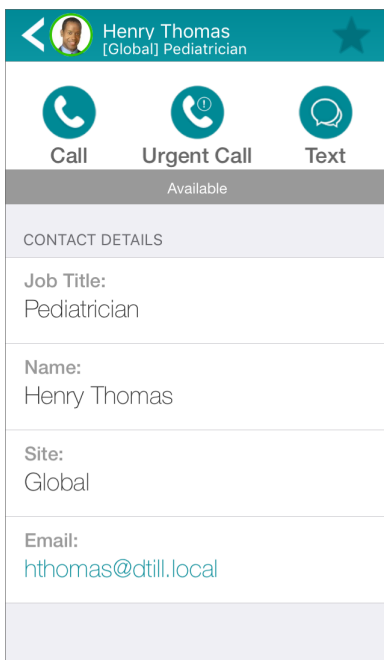 Henry Thomas
[Global] Pediatrician
Call Urgent Call Text
Available
CONTACT DETAILS
Job Title:
Pediatrician
Name:
Henry Thomas
Site:
Global
Email:
hthomas@dtill.local